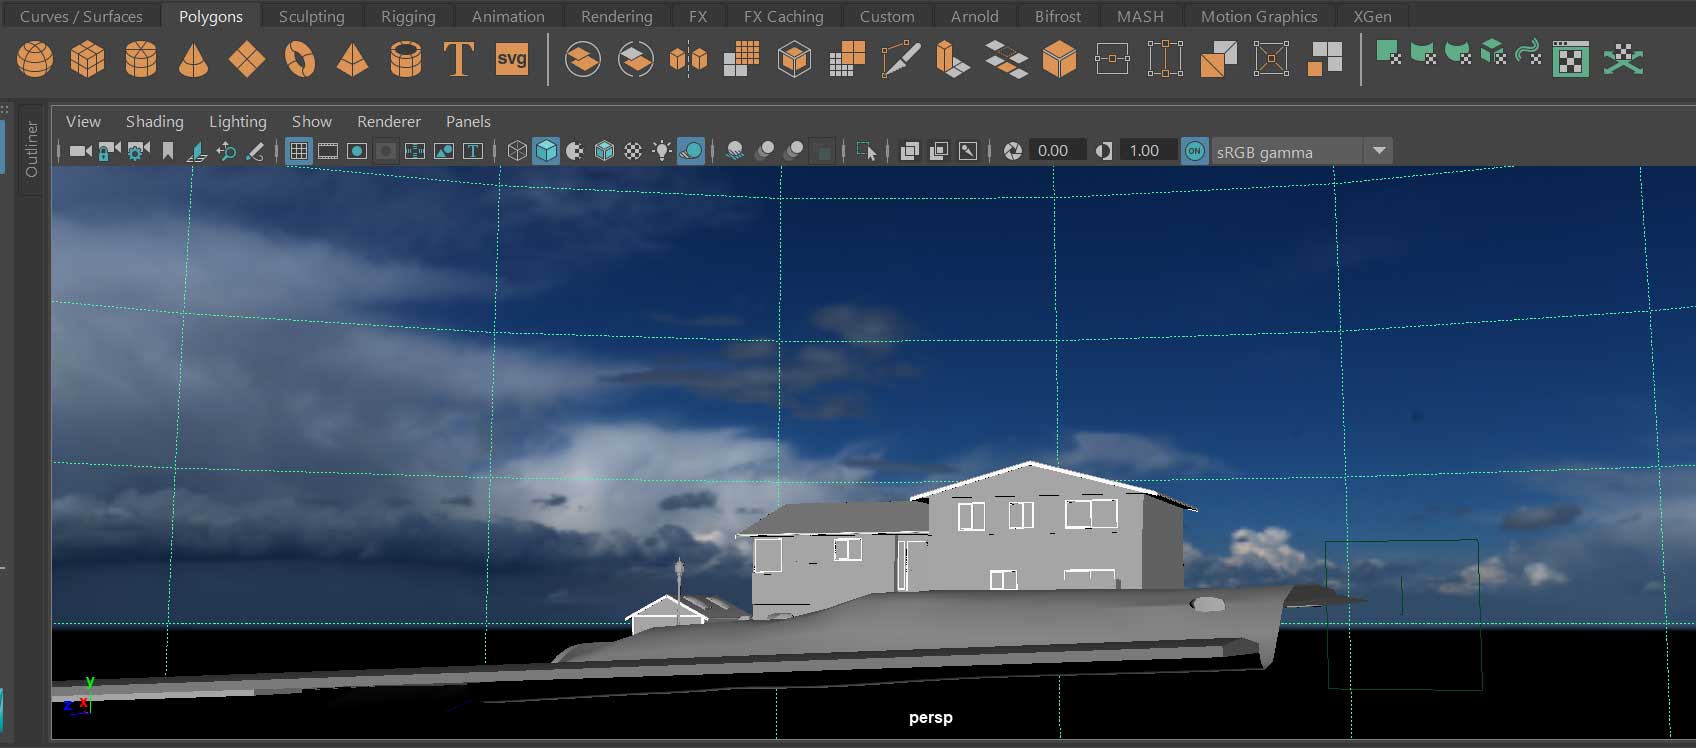 Curves / Surfaces Polygons Sculpting Rigging Animation Rendering FX FX Caching Custom Arnold Bifrost MASH Motion Graphics XGen
T svg
Outliner
View Shading Lighting Show Renderer Panels
T 0.00 1.00 ON sRGB gamma
y
z x
persp